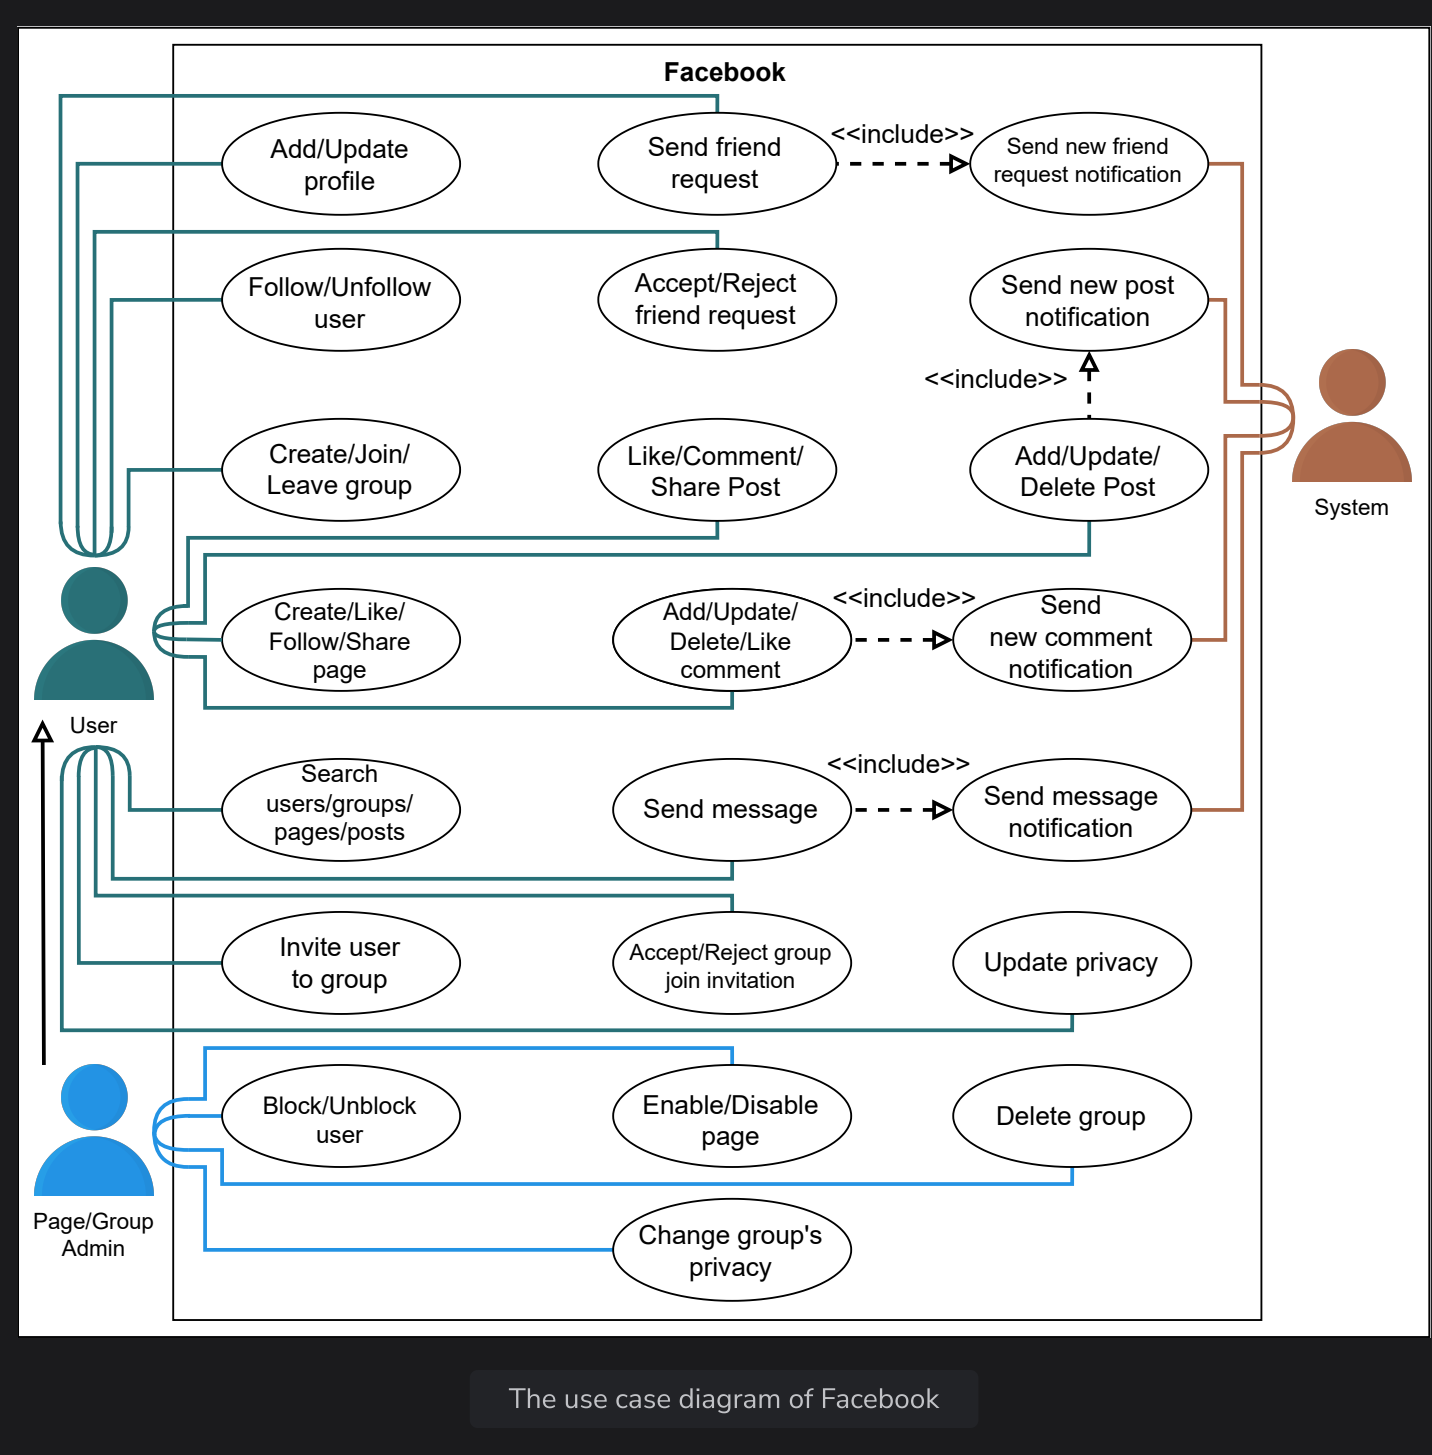 Facebook
Add/Update
profile
Send friend
request
<<include>>
Send new friend
request notification
Follow/Unfollow
user
Accept/Reject
friend request
Send new post
notification
<<include>>
Create/Join/
Leave group
Like/Comment/
Share Post
Add/Update/
Delete Post
System
Create/Like/
Follow/Share
page
Add/Update/
Delete/Like
comment
<<include>>
Send
new comment
notification
User
Search
users/groups/
pages/posts
Send message
<<include>>
Send message
notification
Invite user
to group
Accept/Reject group
join invitation
Update privacy
Block/Unblock
user
Enable/Disable
page
Delete group
Page/Group
Admin
Change group's
privacy
The use case diagram of Facebook